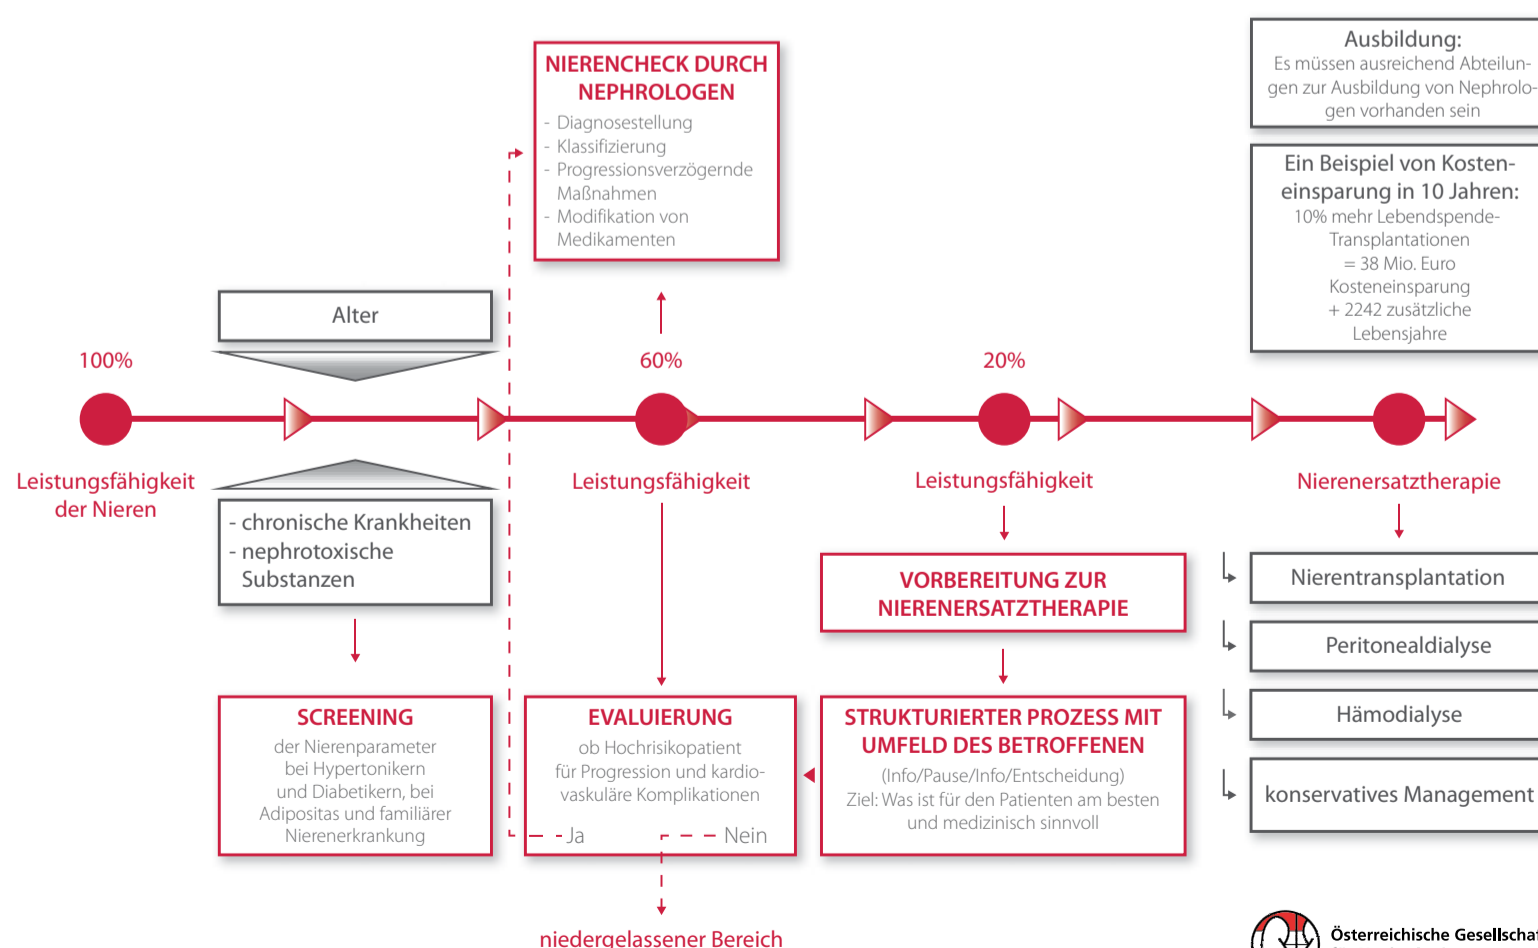 NIERENCHECK DURCH
NEPHROLOGEN
- Diagnosestellung
- Klassifizierung
- Progressionsverzögernde
Maßnahmen
- Modifikation von
Medikamenten
Ausbildung:
Es müssen ausreichend Abteilun-
gen zur Ausbildung von Nephrolo-
gen vorhanden sein
Ein Beispiel von Kosten-
einsparung in 10 Jahren:
10% mehr Lebendspende-
Transplantationen
= 38 Mio. Euro
Kosteneinsparung
+ 2242 zusätzliche
Lebensjahre
Alter
100%
60%
20%
Leistungsfähigkeit
der Nieren
Leistungsfähigkeit
Leistungsfähigkeit
Nierenersatztherapie
- chronische Krankheiten
- nephrotoxische
Substanzen
VORBEREITUNG ZUR
NIERENERSATZTHERAPIE
Nierentransplantation
Peritonealdialyse
Hämodialyse
konservatives Management
SCREENING
der Nierenparameter
bei Hypertonikern
und Diabetikern, bei
Adipositas und familiärer
Nierenerkrankung
EVALUIERUNG
ob Hochrisikopatient
für Progression und kardio-
vaskuläre Komplikationen
Ja
Nein
STRUKTURIERTER PROZESS MIT
UMFELD DES BETROFFENEN
(Info/Pause/Info/Entscheidung)
Ziel: Was ist für den Patienten am besten
und medizinisch sinnvoll
niedergelassener Bereich
Österreichische Gesellschaf